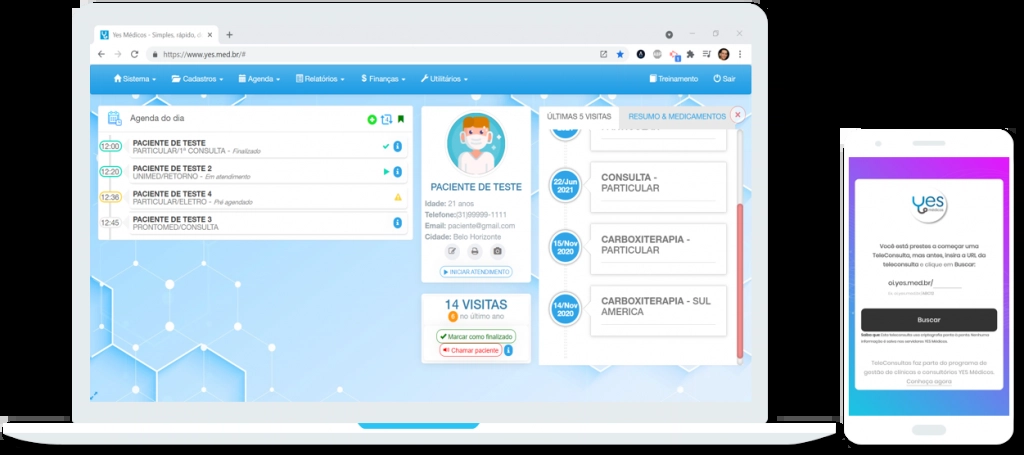 Yes Médicos - Simples, rápido, o
https://www.yes.med.br/#
Sistema
Cadastros
Agenda
Relatórios
$ Finanças
Utilitários
Treinamento
Sair
Agenda do dia
12:00
PACIENTE DE TESTE
PARTICULAR/1ª CONSULTA - Finalizado
12:20
PACIENTE DE TESTE 2
UNIMED/RETORNO - Em atendimento
12:36
PACIENTE DE TESTE 4
PARTICULAR/ELETRO - Pré agendado
12:45
PACIENTE DE TESTE 3
PRONTOMED/CONSULTA
PACIENTE DE TESTE
Idade: 21 anos
Telefone:(31)99999-1111
Email: paciente@gmail.com
Cidade: Belo Horizonte
INICIAR ATENDIMENTO
14 VISITAS
6 no último ano
Marcar como finalizado
Chamar paciente
ÚLTIMAS 5 VISITAS
RESUMO & MEDICAMENTOS
22/Jun
2021
CONSULTA -
PARTICULAR
15/Nov
2020
CARBOXITERAPIA -
PARTICULAR
14/Nov
2020
CARBOXITERAPIA - SUL
AMERICA
yes
MÉDICOS
Você está prestes a começar uma
TeleConsulta, mas antes, insira a URL da
teleconsulta e clique em Buscar:
oi.yes.med.br/
Buscar
TeleConsultas faz parte do programa de
gestão de clínicas e consultórios YES Médicos.
Conheça agora